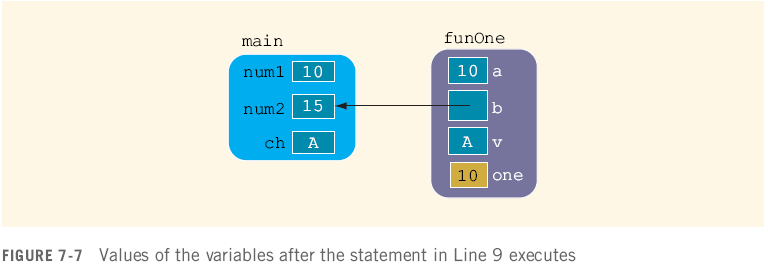 main
num1 10
num2 15
ch A
funOne
10 a
b
A v
10 one
FIGURE 7-7 Values of the variables after the statement in Line 9 executes